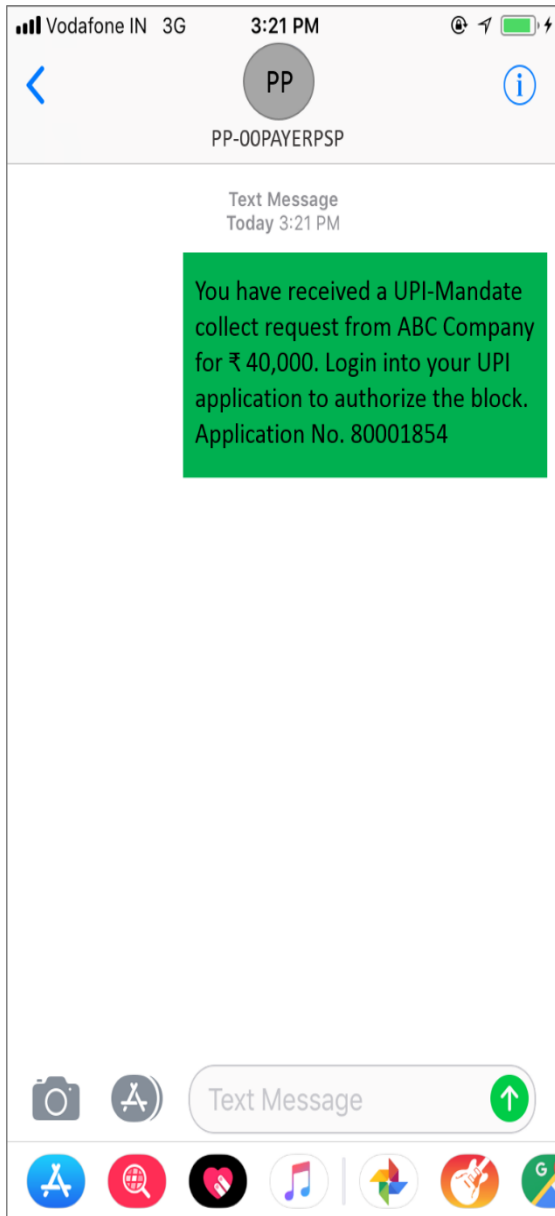 Vodafone IN 3G 3:21 PM
PP
PP-00PAYERPSP
Text Message
Today 3:21 PM
You have received a UPI-Mandate
collect request from ABC Company
for ₹ 40,000. Login into your UPI
application to authorize the block.
Application No. 80001854
Text Message
G